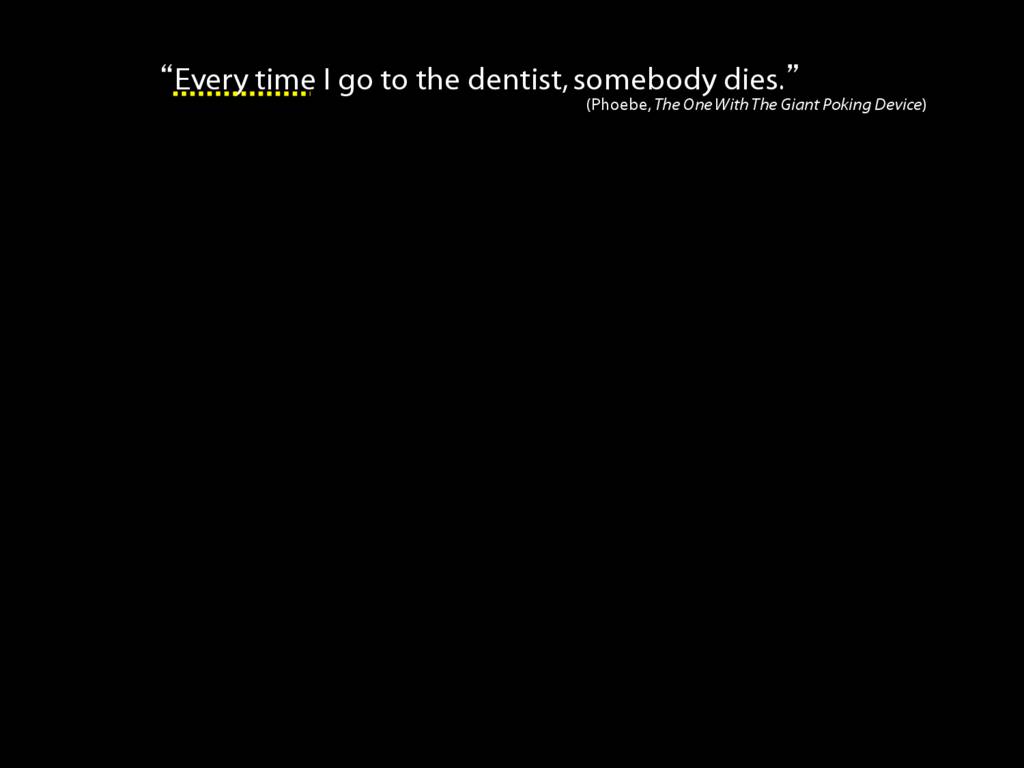 “Every time I go to the dentist, somebody dies.”
(Phoebe, The One With The Giant Poking Device)